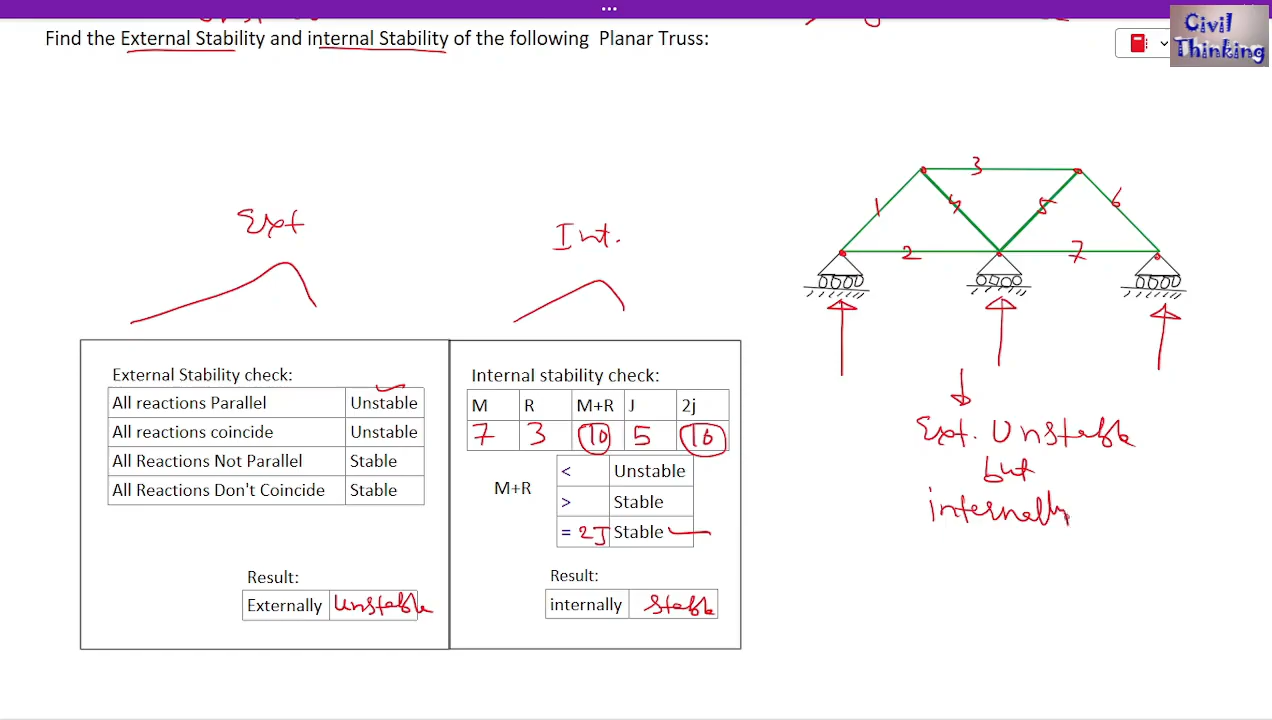 Find the External Stability and internal Stability of the following Planar Truss:
Civil
Thinking
Ext
Int.
External Stability check:
All reactions Parallel Unstable
All reactions coincide Unstable
All Reactions Not Parallel Stable
All Reactions Don't Coincide Stable
Result:
Externally Unstable
Internal stability check:
M R M+R J 2j
7 3 10 5 10
M+R
< Unstable
> Stable
= 2J Stable
Result:
internally Stable
3
1 4 5 6
2 7
Ext. Unstable
but
internally